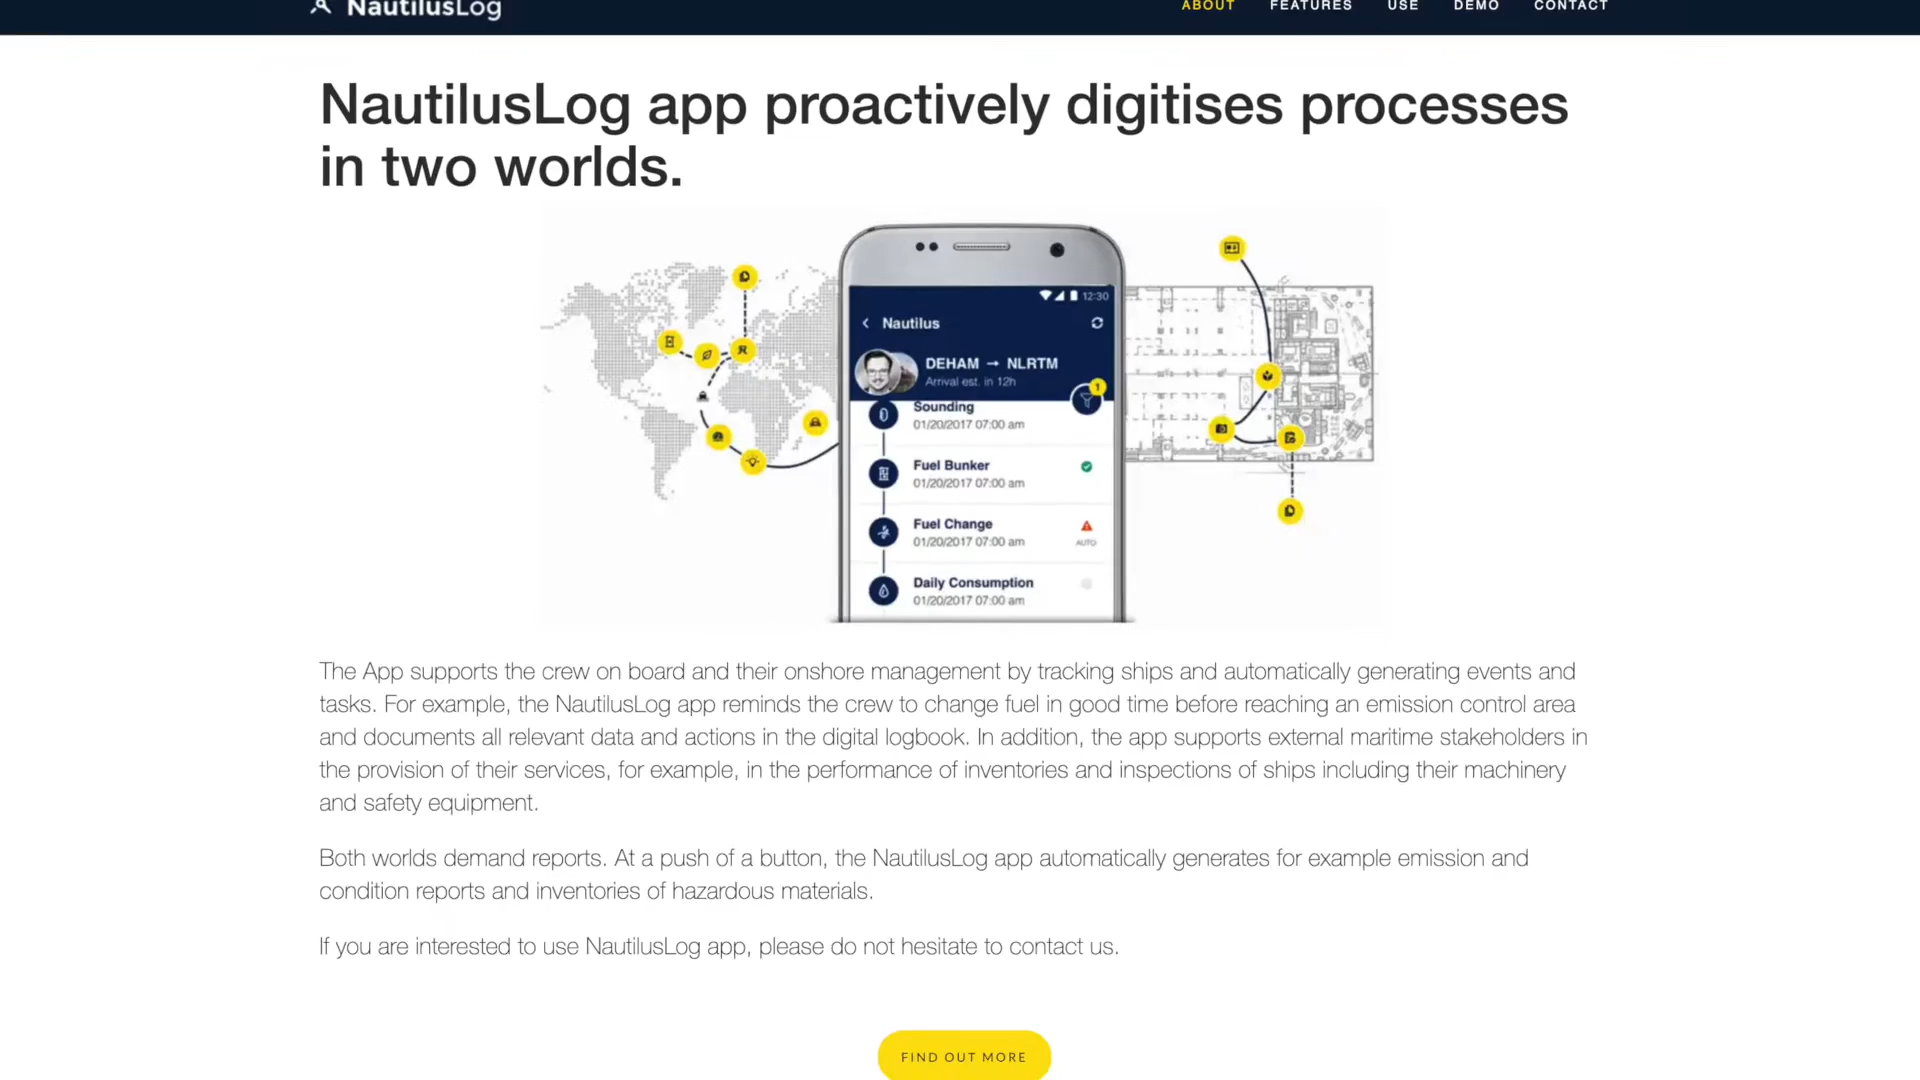 NautilusLog
ABOUT FEATURES USE DEMO CONTACT
NautilusLog app proactively digitises processes
in two worlds.
12:30
Nautilus
DEHAM → NLRTM
Arrival est. in 12h
1
Sounding
01/20/2017 07:00 am
Fuel Bunker
01/20/2017 07:00 am
Fuel Change
01/20/2017 07:00 am
AUTO
Daily Consumption
01/20/2017 07:00 am
The App supports the crew on board and their onshore management by tracking ships and automatically generating events and
tasks. For example, the NautilusLog app reminds the crew to change fuel in good time before reaching an emission control area
and documents all relevant data and actions in the digital logbook. In addition, the app supports external maritime stakeholders in
the provision of their services, for example, in the performance of inventories and inspections of ships including their machinery
and safety equipment.
Both worlds demand reports. At a push of a button, the NautilusLog app automatically generates for example emission and
condition reports and inventories of hazardous materials.
If you are interested to use NautilusLog app, please do not hesitate to contact us.
FIND OUT MORE